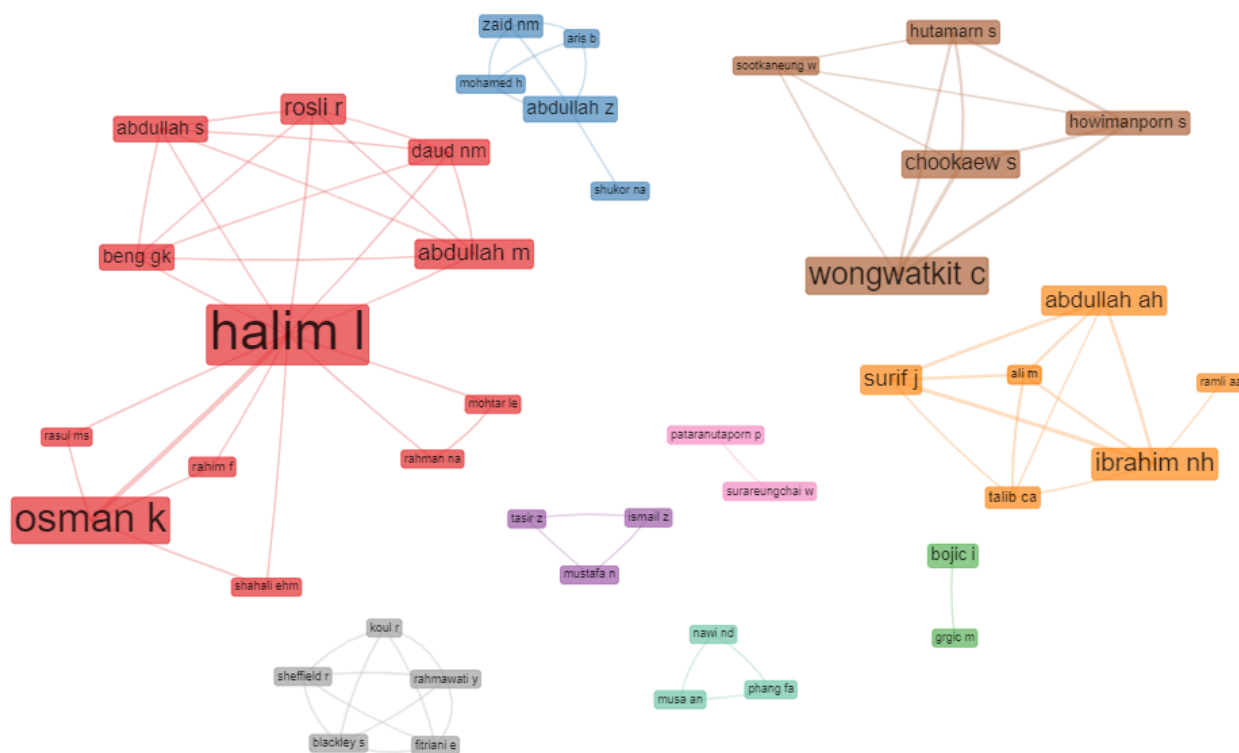 zaid nm
aris b
mohamed h
abdullah z
shukor na
hutamarn s
sootkaneung w
howimanporn s
chookaew s
wongwatkit c
rosli r
abdullah s
daud nm
beng gk
abdullah m
halim l
mohtar le
rahman na
rasul ms
rahim f
osman k
shahali ehm
abdullah ah
surif j
ali m
ramli aa
ibrahim nh
talib ca
pataranutaporn p
surareungchai w
tasir z
ismail z
mustafa n
bojic i
grgic m
koul r
sheffield r
rahmawati y
blackley s
fitriani e
nawi nd
musa an
phang fa